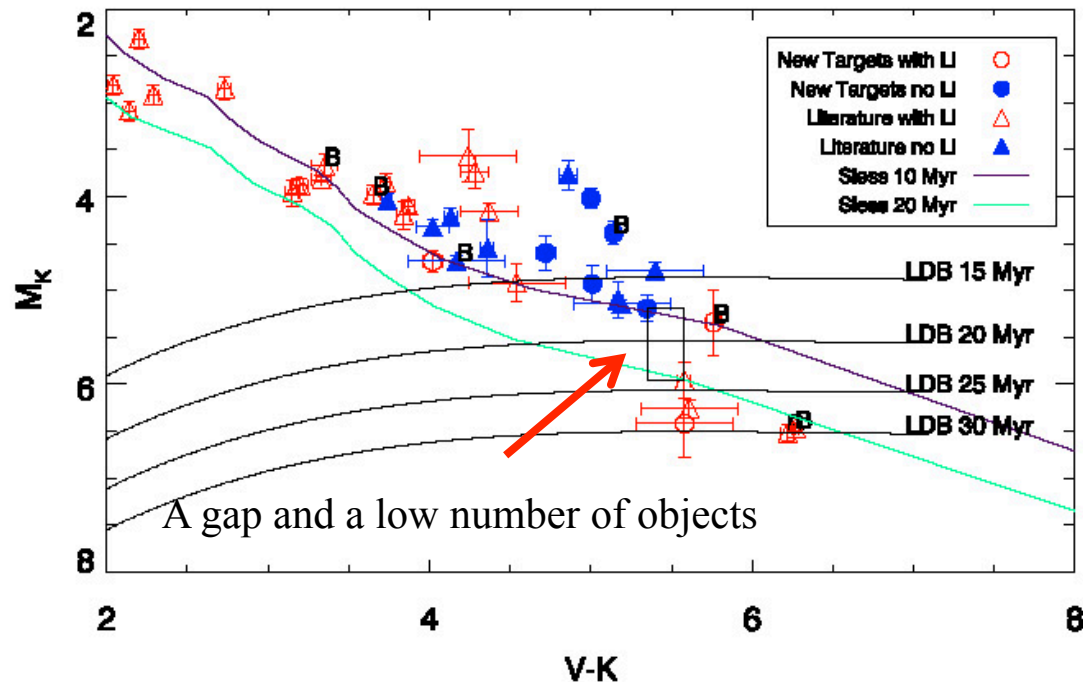 2
4
6
8
M_K
New Targets with LI
New Targets no LI
Literature with LI
Literature no LI
Siess 10 Myr
Siess 20 Myr
B
B
B
B
B
B
LDB 15 Myr
LDB 20 Myr
LDB 25 Myr
LDB 30 Myr
A gap and a low number of objects
2
4
6
8
V-K